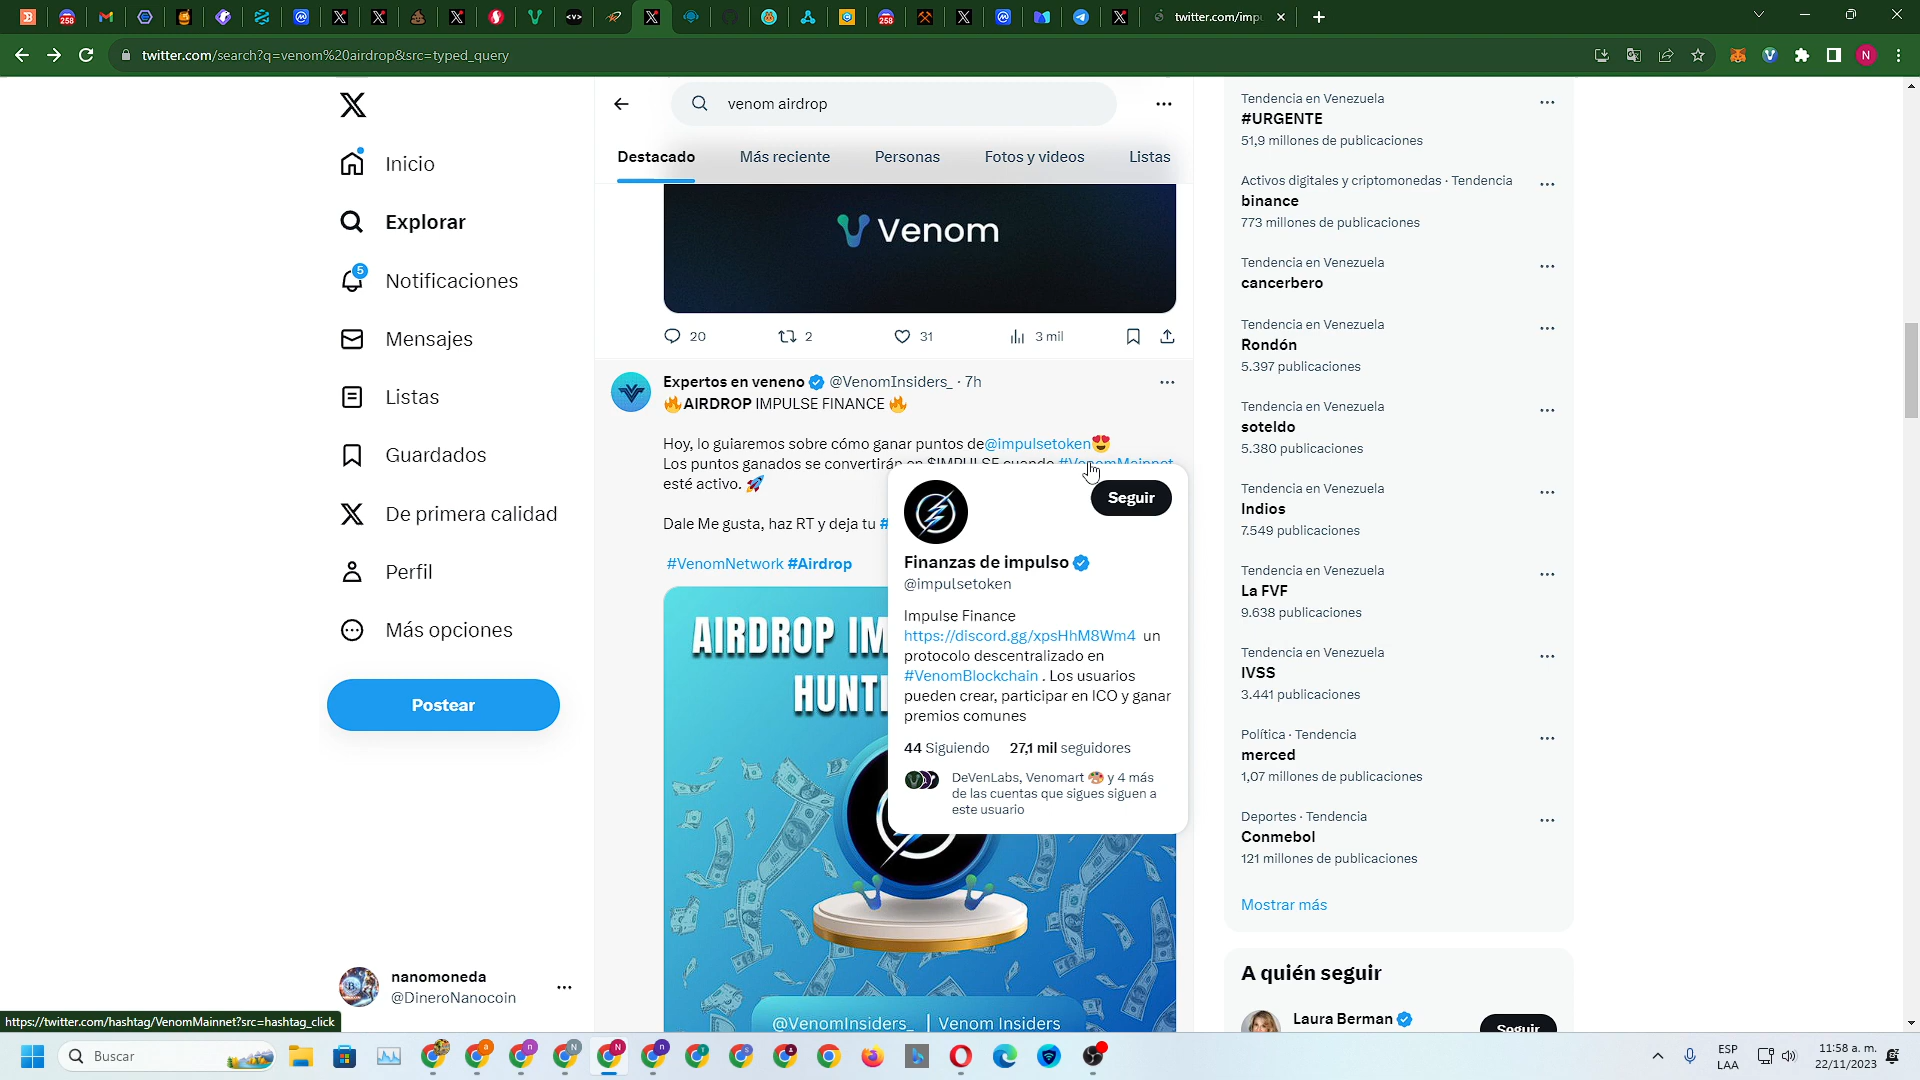 twitter.com/imp
twitter.com/search?q=venom%20airdrop&src=typed_query
N
Inicio
Explorar
5
Notificaciones
Mensajes
Listas
Guardados
De primera calidad
Perfil
Más opciones
Postear
nanomoneda
@DineroNanocoin
https://twitter.com/hashtag/VenomMainnet?src=hashtag_click
venom airdrop
Destacado
Más reciente
Personas
Fotos y videos
Listas
Venom
20
2
31
3 mil
Expertos en veneno @VenomInsiders_ · 7h
🔥AIRDROP IMPULSE FINANCE 🔥
Hoy, lo guiaremos sobre cómo ganar puntos de@impulsetoken😍
Los puntos ganados se convertirán en $IMPULSE cuando #VenomMainnet
esté activo. 🚀
Dale Me gusta, haz RT y deja tu #
#VenomNetwork #Airdrop
AIRDROP IM
HUNT
@VenomInsiders_ | Venom Insiders
Seguir
Finanzas de impulso
@impulsetoken
Impulse Finance
https://discord.gg/xpsHhM8Wm4 un
protocolo descentralizado en
#VenomBlockchain . Los usuarios
pueden crear, participar en ICO y ganar
premios comunes
44 Siguiendo 27,1 mil seguidores
DeVenLabs, Venomart 🎨 y 4 más
de las cuentas que sigues siguen a
este usuario
Tendencia en Venezuela
#URGENTE
51,9 millones de publicaciones
Activos digitales y criptomonedas · Tendencia
binance
773 millones de publicaciones
Tendencia en Venezuela
cancerbero
Tendencia en Venezuela
Rondón
5.397 publicaciones
Tendencia en Venezuela
soteldo
5.380 publicaciones
Tendencia en Venezuela
Indios
7.549 publicaciones
Tendencia en Venezuela
La FVF
9.638 publicaciones
Tendencia en Venezuela
IVSS
3.441 publicaciones
Política · Tendencia
merced
1,07 millones de publicaciones
Deportes · Tendencia
Conmebol
121 millones de publicaciones
Mostrar más
A quién seguir
Laura Berman
Seguir
Buscar
ESP
LAA
11:58 a. m.
22/11/2023